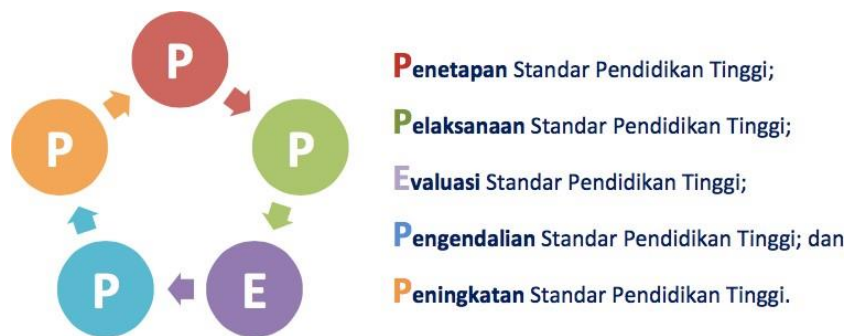 P
P
E
P
P
Penetapan Standar Pendidikan Tinggi;
Pelaksanaan Standar Pendidikan Tinggi;
Evaluasi Standar Pendidikan Tinggi;
Pengendalian Standar Pendidikan Tinggi; dan
Peningkatan Standar Pendidikan Tinggi.